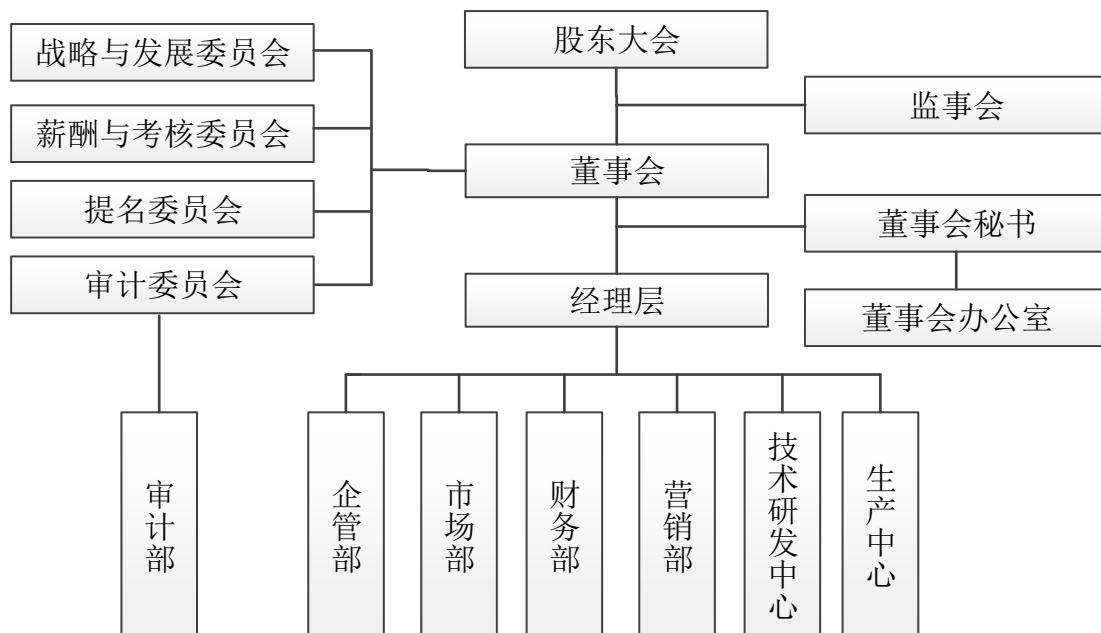 股东大会
战略与发展委员会
监事会
薪酬与考核委员会
董事会
提名委员会
董事会秘书
审计委员会
经理层
董事会办公室
审计部
企管部
市场部
财务部
营销部
技术研发中心
生产中心